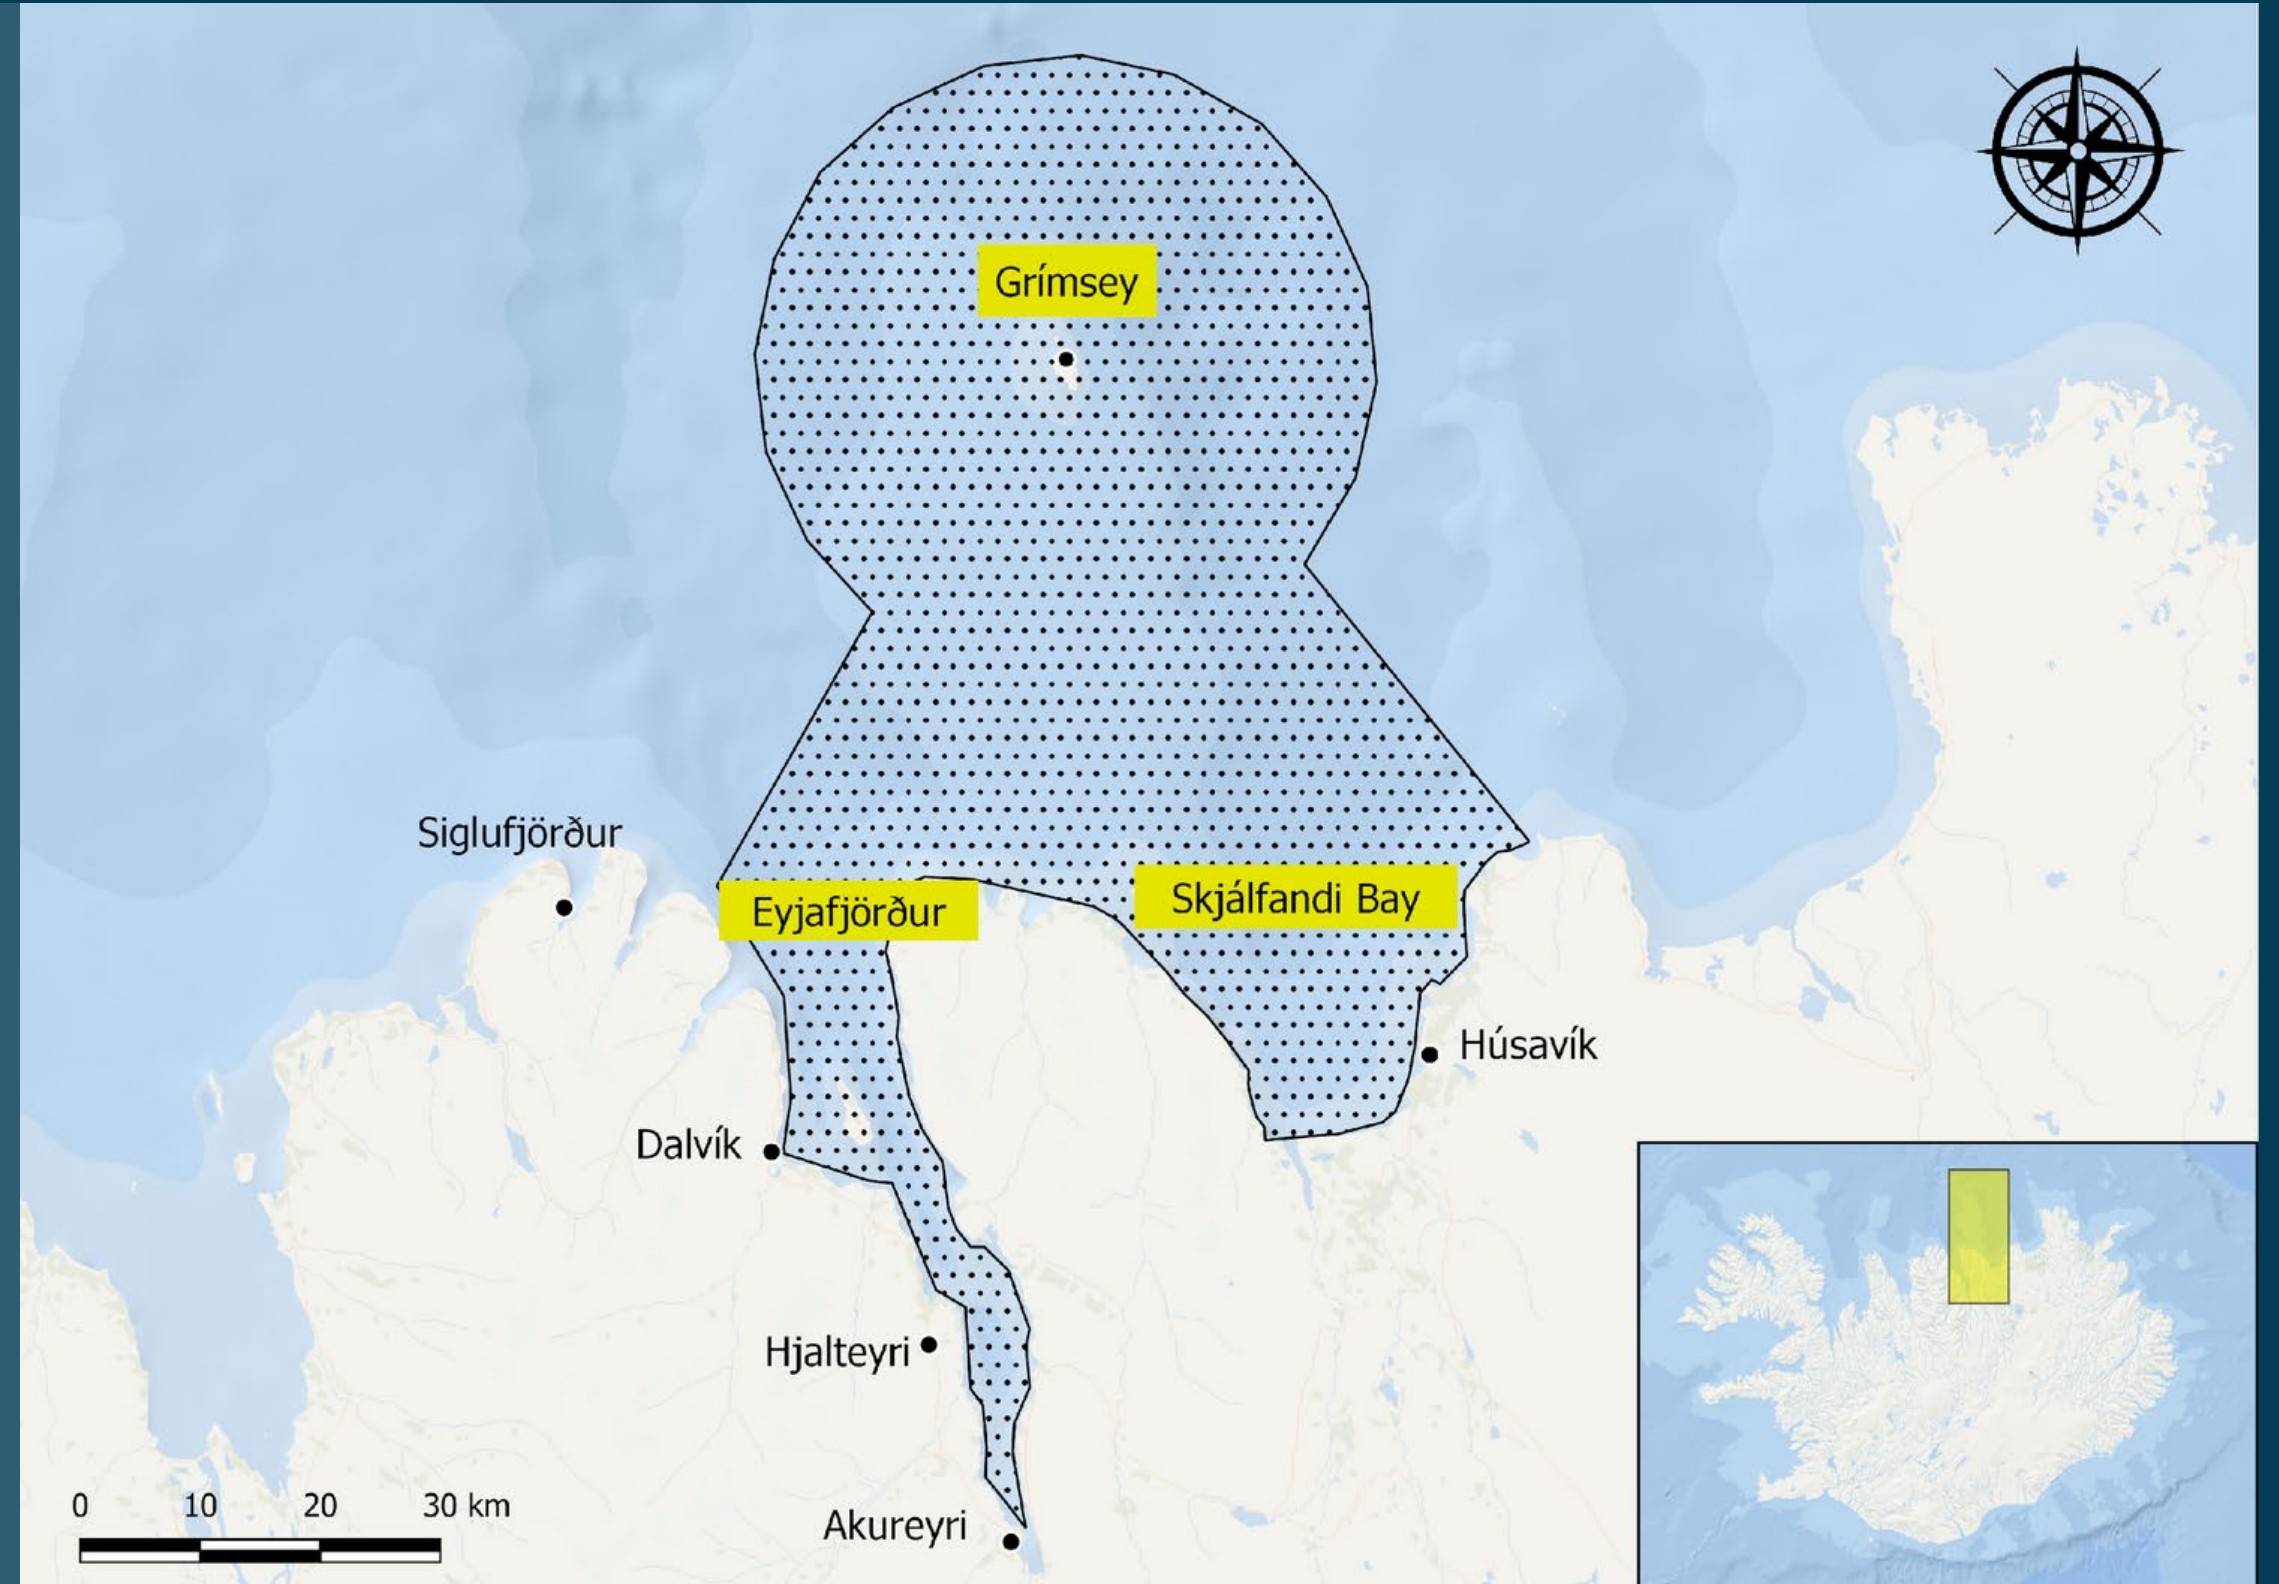 Grímsey
Siglufjörður
Eyjafjörður
Skjálfandi Bay
Húsavík
Dalvík
Hjalteyri
Akureyri
0 10 20 30 km